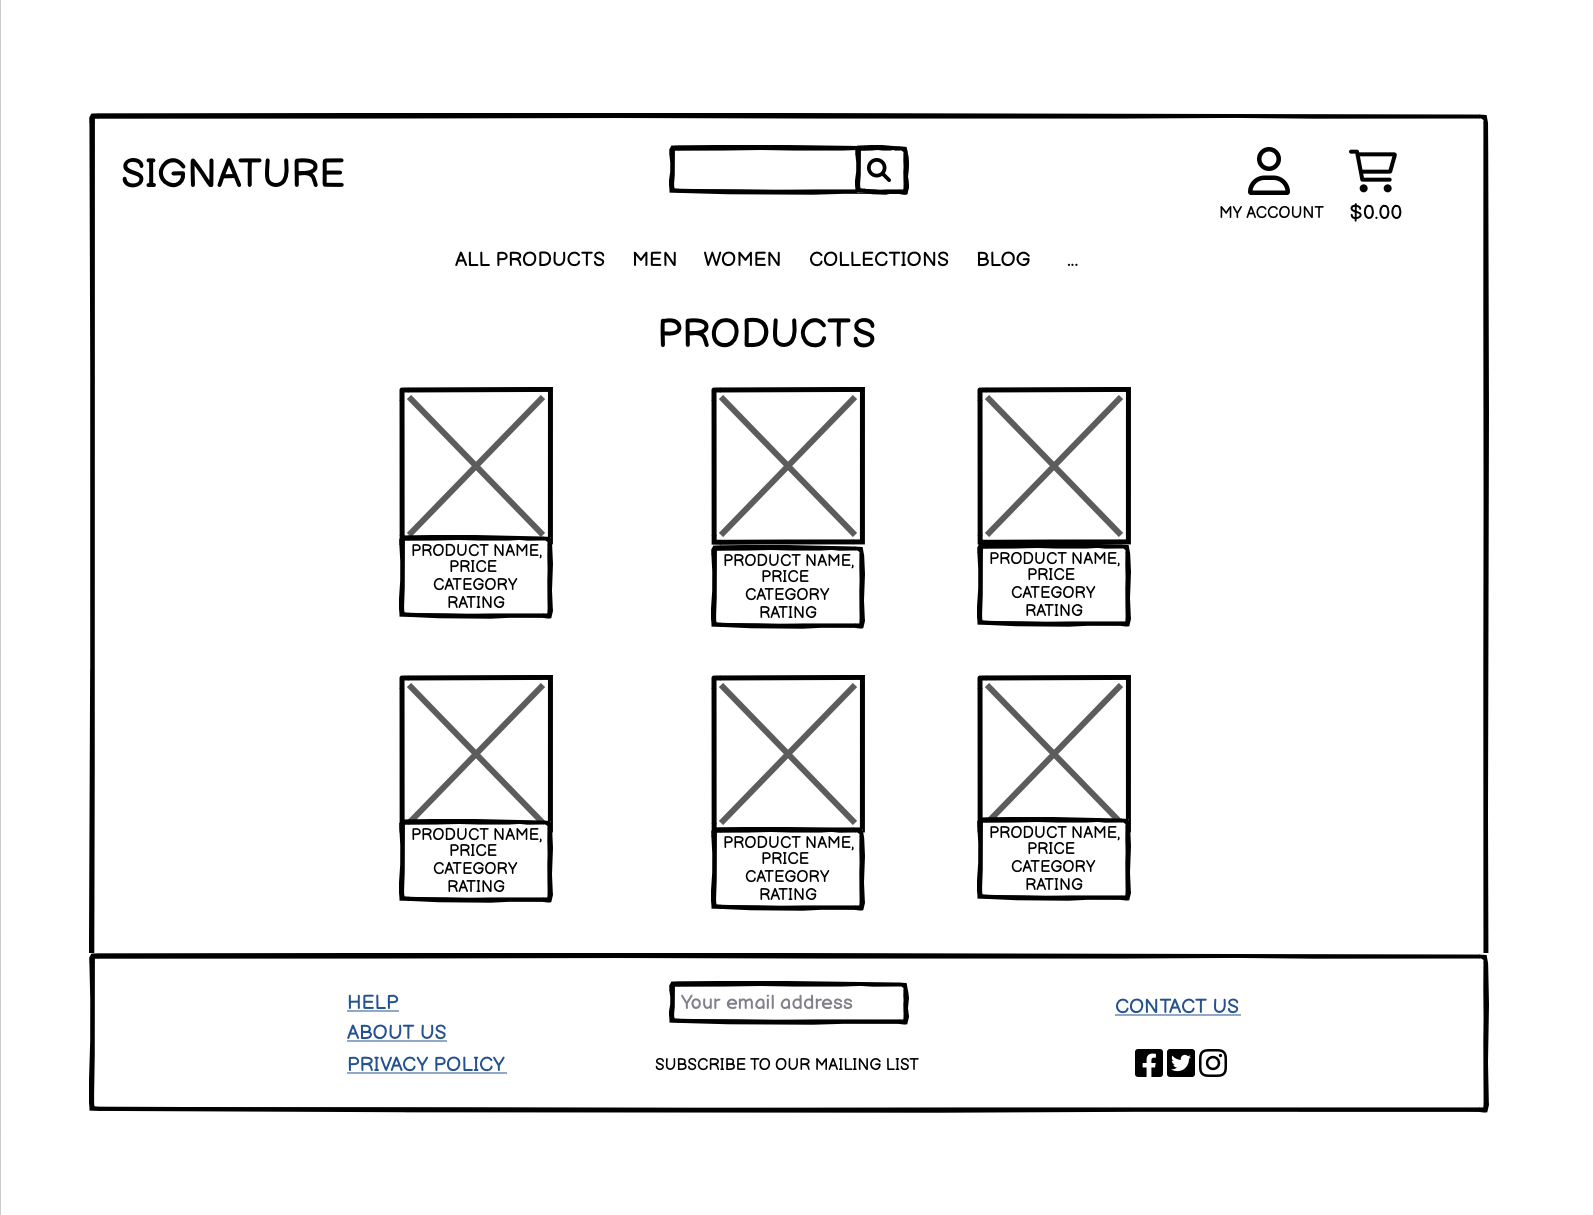 SIGNATURE
MY ACCOUNT
$0.00
ALL PRODUCTS MEN WOMEN COLLECTIONS BLOG ...
PRODUCTS
PRODUCT NAME,
PRICE
CATEGORY
RATING
PRODUCT NAME,
PRICE
CATEGORY
RATING
PRODUCT NAME,
PRICE
CATEGORY
RATING
PRODUCT NAME,
PRICE
CATEGORY
RATING
PRODUCT NAME,
PRICE
CATEGORY
RATING
PRODUCT NAME,
PRICE
CATEGORY
RATING
HELP
ABOUT US
PRIVACY POLICY
Your email address
SUBSCRIBE TO OUR MAILING LIST
CONTACT US